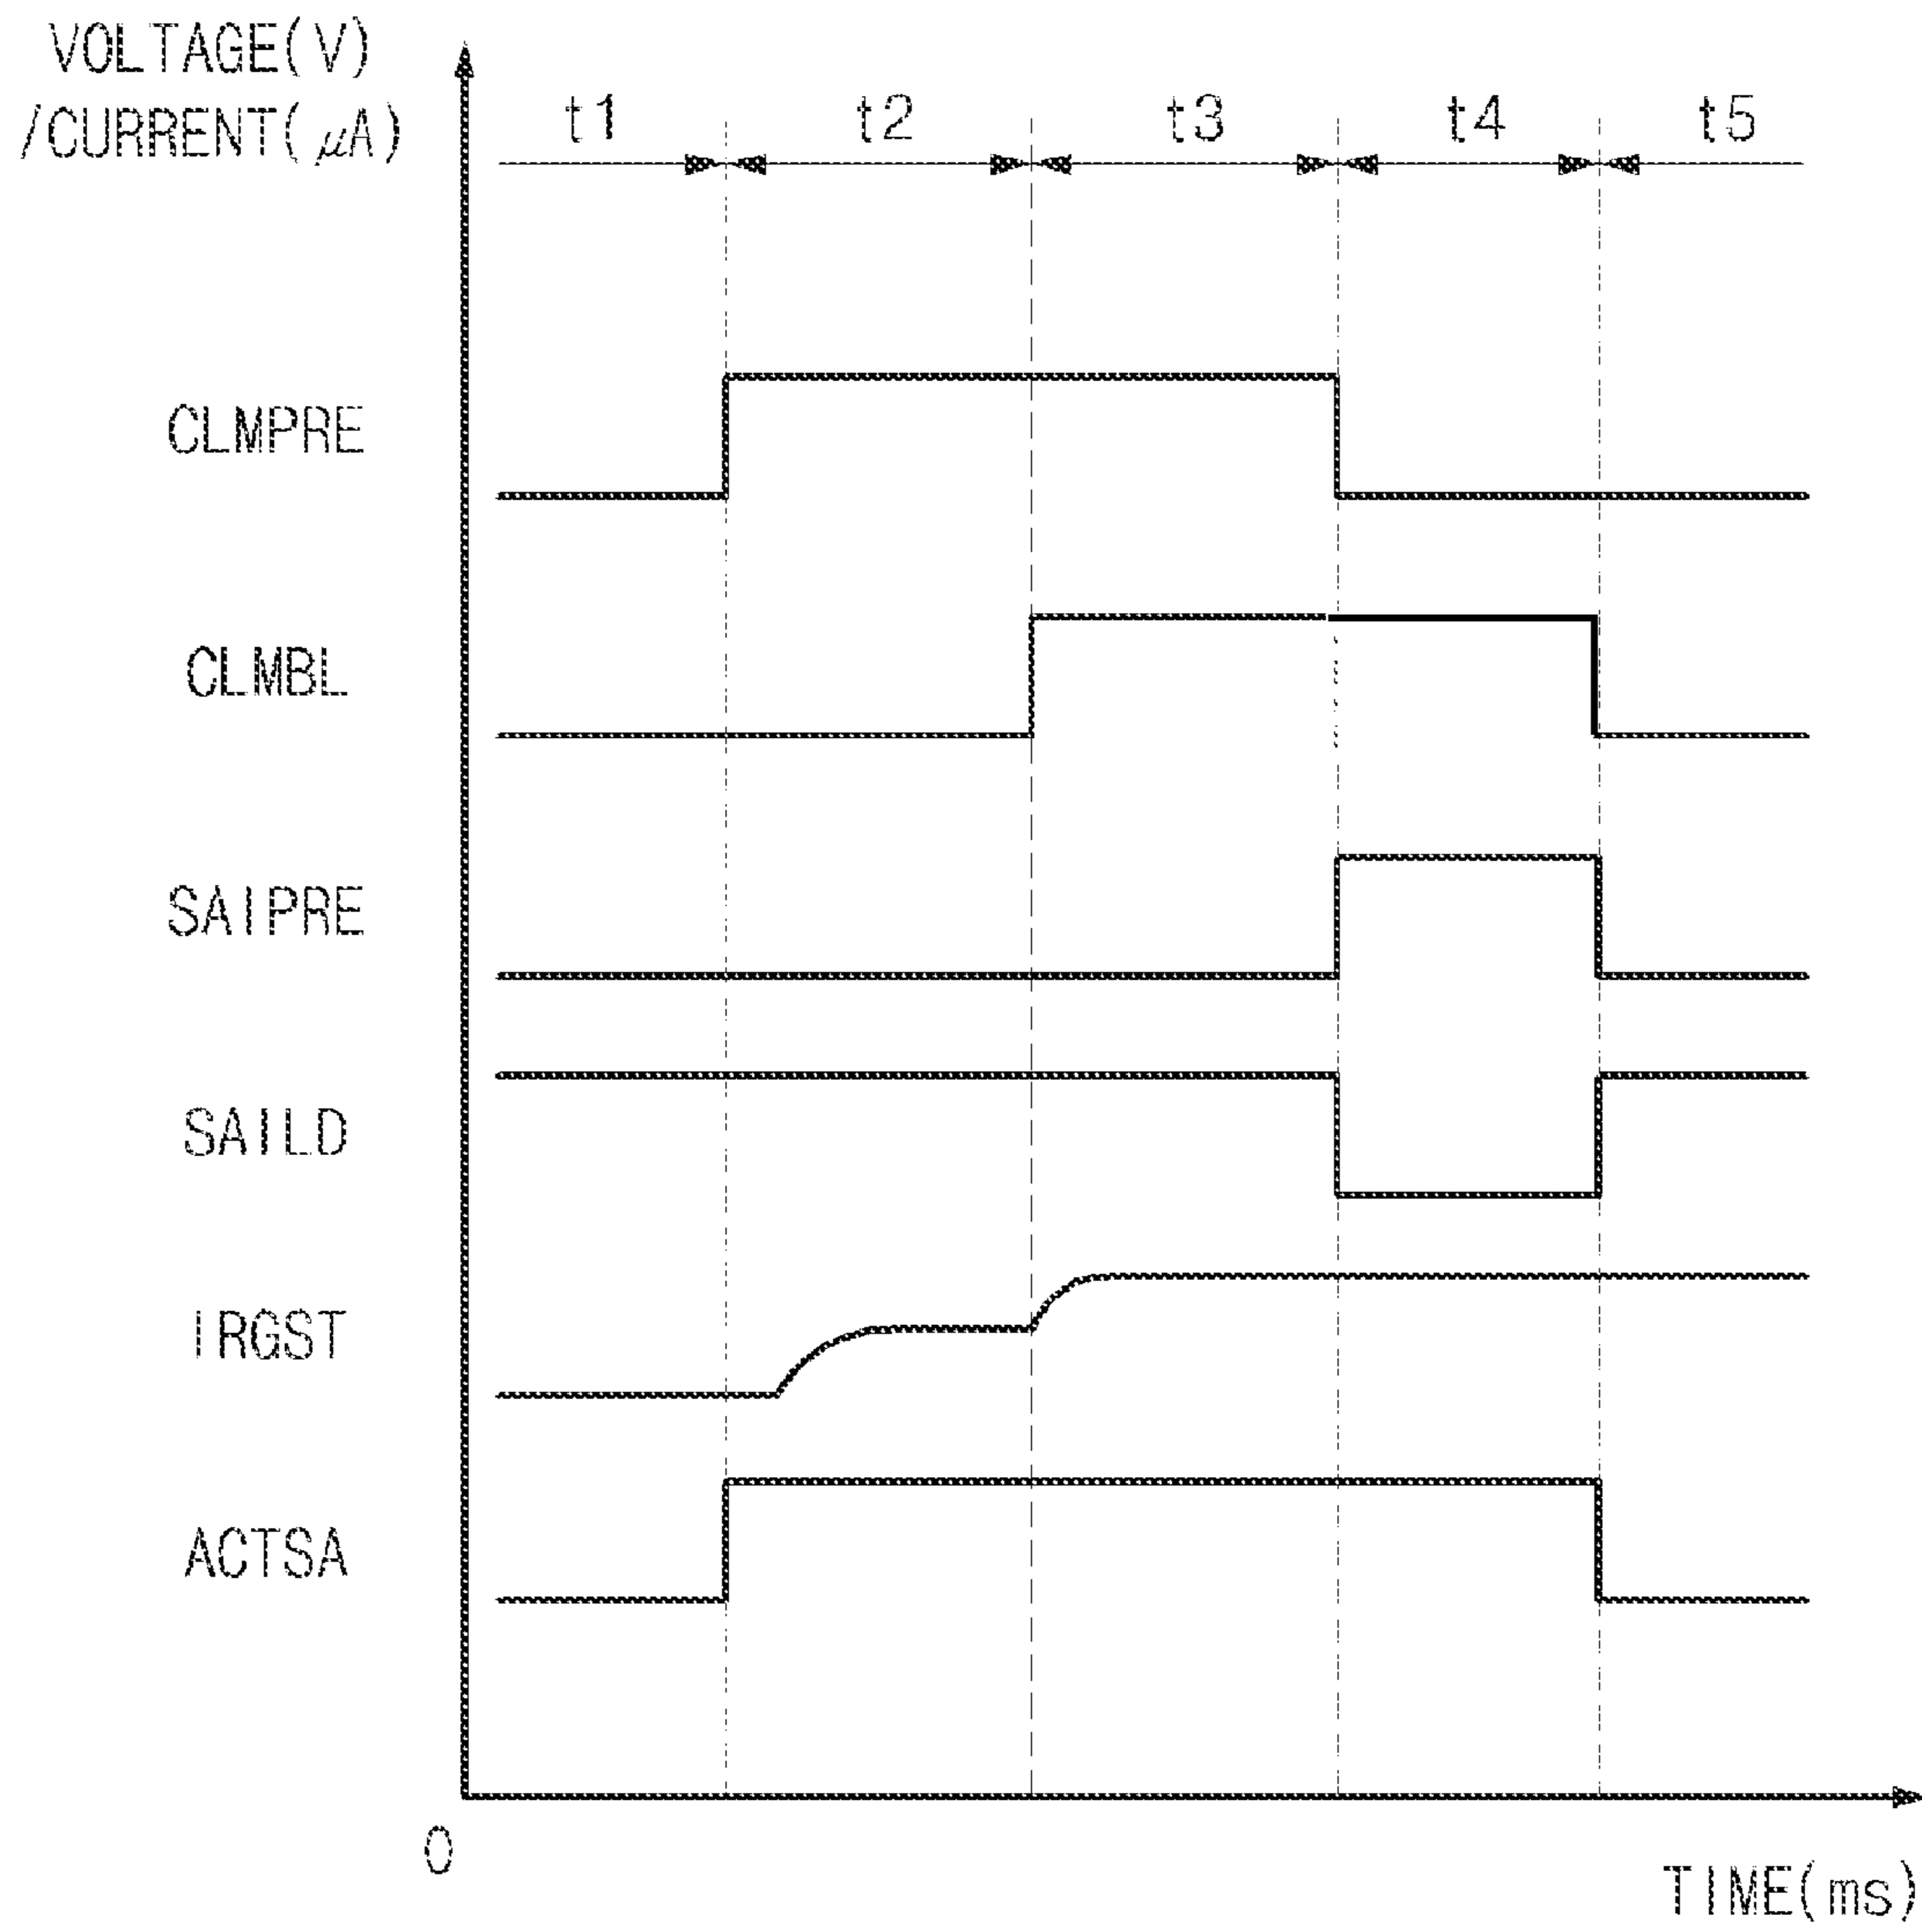 VOLTAGE(V)
/CURRENT(μA)
t1 t2 t3 t4 t5
CLMPRE
CLMBL
SAIPRE
SAILD
IRGST
ACTSA
0
TIME(ms)